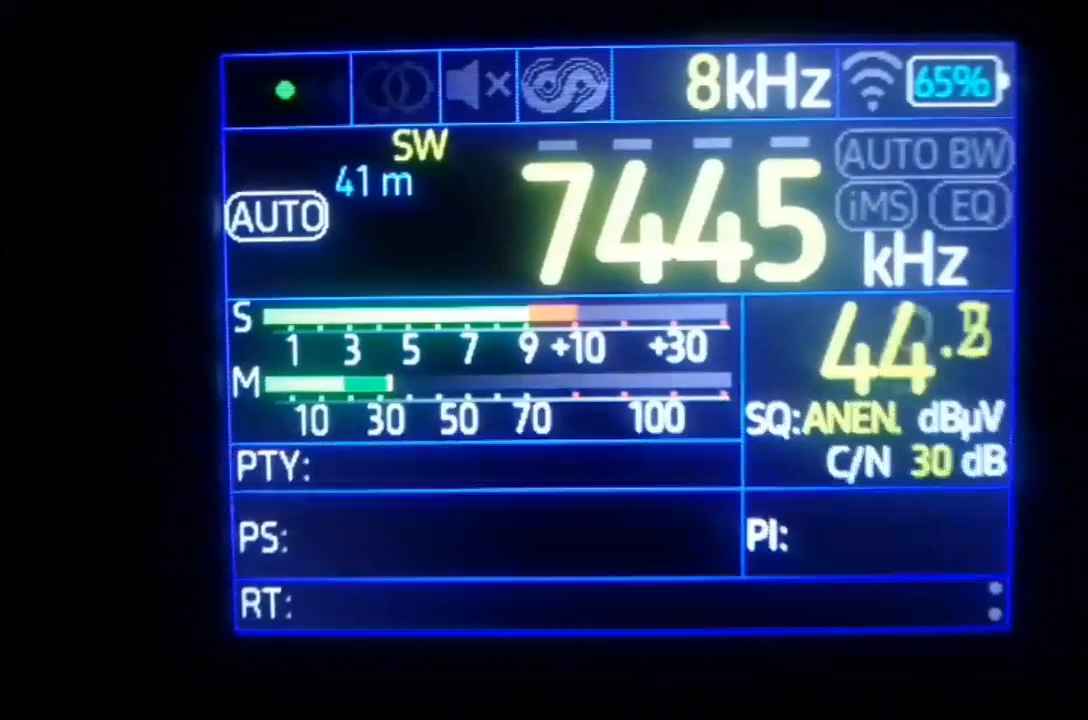 8kHz 65%
SW
41 m
AUTO
7445 kHz
AUTO BW
iMS EQ
S
1 3 5 7 9 +10 +30
M
10 30 50 70 100
44.
SQ:ANEN. dBµV
C/N 30 dB
PTY:
PS:
PI:
RT: